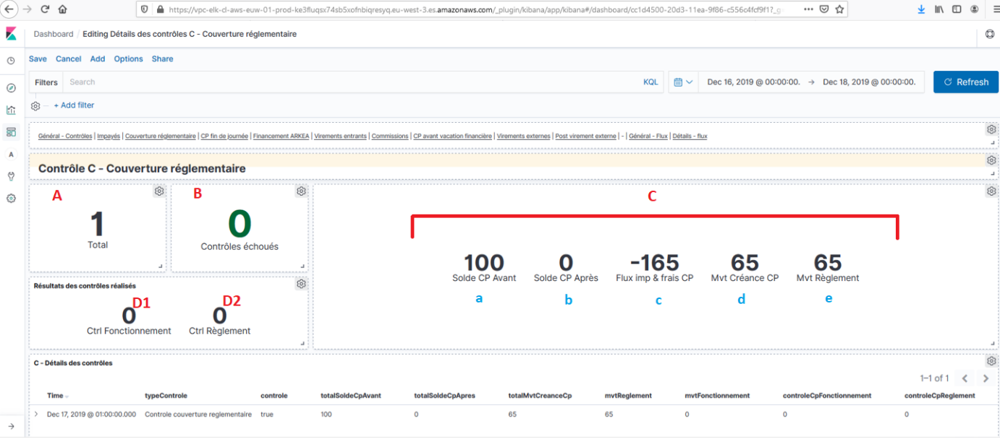 https://vpc-elk-d-aws-euw-01-prod-ke3fluqsx74sb5xofnbiqresyq.eu-west-3.es.amazonaws.com/_plugin/kibana/app/kibana#/dashboard/cc1d4500-20d3-11ea-9f86-c556c4fcf9f1?_g
Dashboard / Editing Détails des contrôles C - Couverture réglementaire
Save Cancel Add Options Share
Filters Search KQL Dec 16, 2019 @ 00:00:00. → Dec 18, 2019 @ 00:00:00. Refresh
+ Add filter
Général - Contrôles | Impayés | Couverture réglementaire | CP fin de journée | Financement ARKEA | Virements entrants | Commissions | CP avant vacation financière | Virements externes | Post virement externe | - | Général - Flux | Détails - flux
A
Contrôle C - Couverture réglementaire
A B C
1 0
Total Contrôles échoués
100 0 -165 65 65
Solde CP Avant Solde CP Après Flux imp & frais CP Mvt Créance CP Mvt Règlement
a b c d e
Résultats des contrôles réalisés
D1 D2
0 0
Ctrl Fonctionnement Ctrl Règlement
C - Détails des contrôles
1–1 of 1
Time typeControle controle totalSoldeCpAvant totalSoldeCpApres totalMvtCreanceCp mvtReglement mvtFonctionnement controleCpFonctionnement controleCpReglement
Dec 17, 2019 @ 01:00:00.000 Controle couverture reglementaire true 100 0 65 65 0 0 0